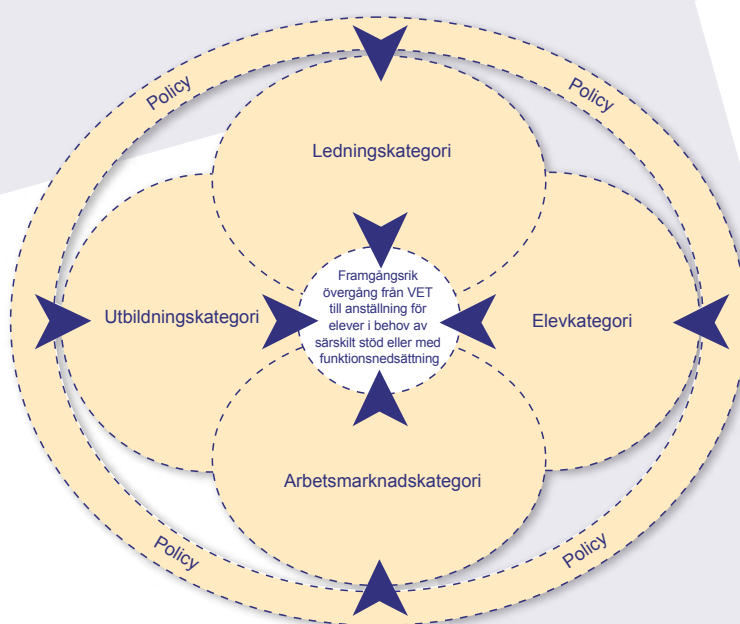 Policy
Policy
Ledningskategori
Framgångsrik
övergång från VET
till anställning för
elever i behov av
särskilt stöd eller med
funktionsnedsättning
Utbildningskategori
Elevkategori
Arbetsmarknadskategori
Policy
Policy